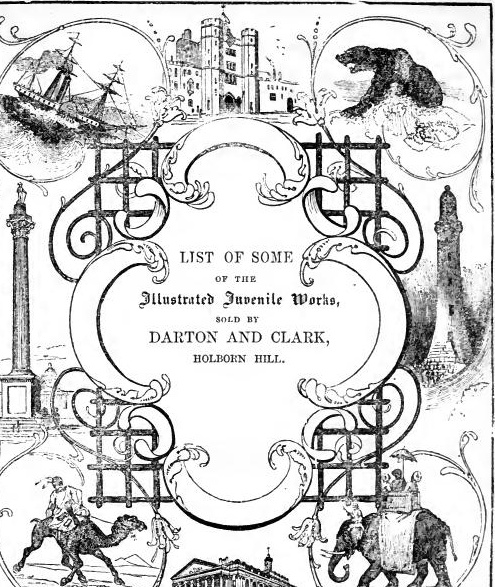 LIST OF SOME
OF THE
Illustrated Juvenile Works,
SOLD BY
DARTON AND CLARK,
HOLBORN HILL.